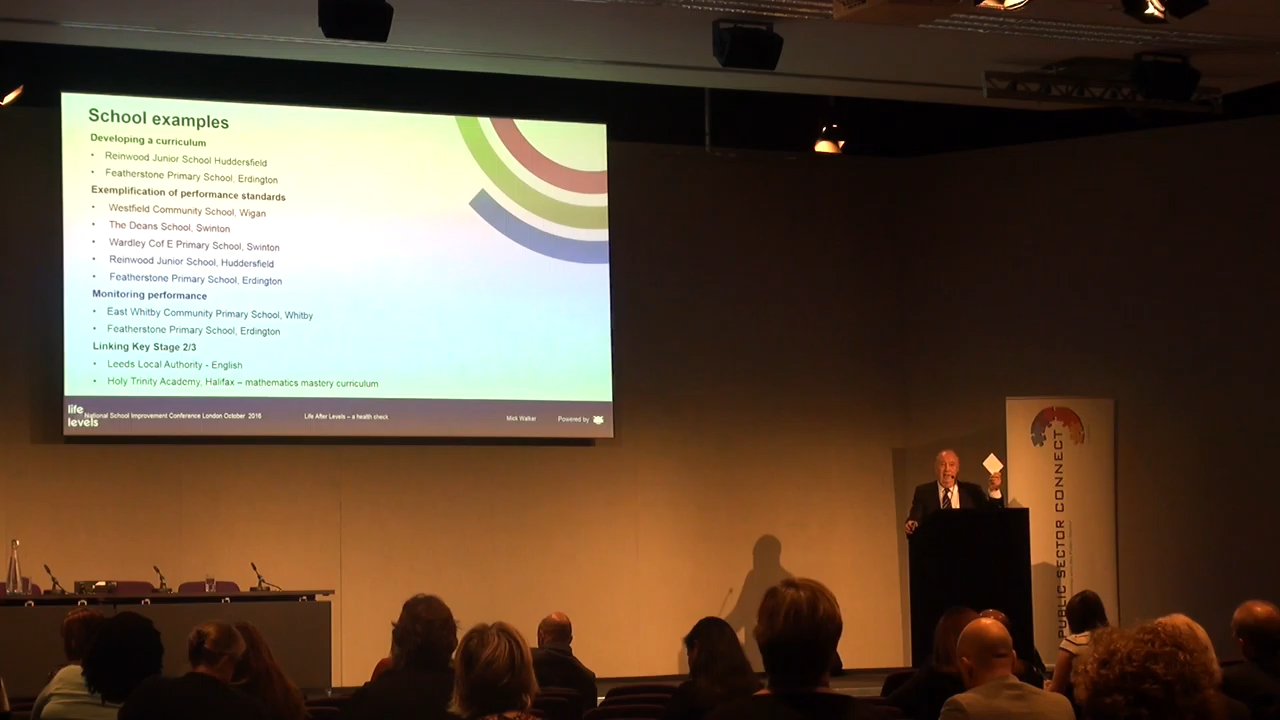 School examples
Developing a curriculum
• Reinwood Junior School Huddersfield
• Featherstone Primary School, Erdington
Exemplification of performance standards
• Westfield Community School, Wigan
• The Deans School, Swinton
• Wardley Cof E Primary School, Swinton
• Reinwood Junior School, Huddersfield
• Featherstone Primary School, Erdington
Monitoring performance
• East Whitby Community Primary School, Whitby
• Featherstone Primary School, Erdington
Linking Key Stage 2/3
• Leeds Local Authority - English
• Holy Trinity Academy, Halifax – mathematics mastery curriculum
life
levels
National School Improvement Conference London October 2016
Life After Levels – a health check
Mick Walker
Powered by
PUBLIC SECTOR CONNECT